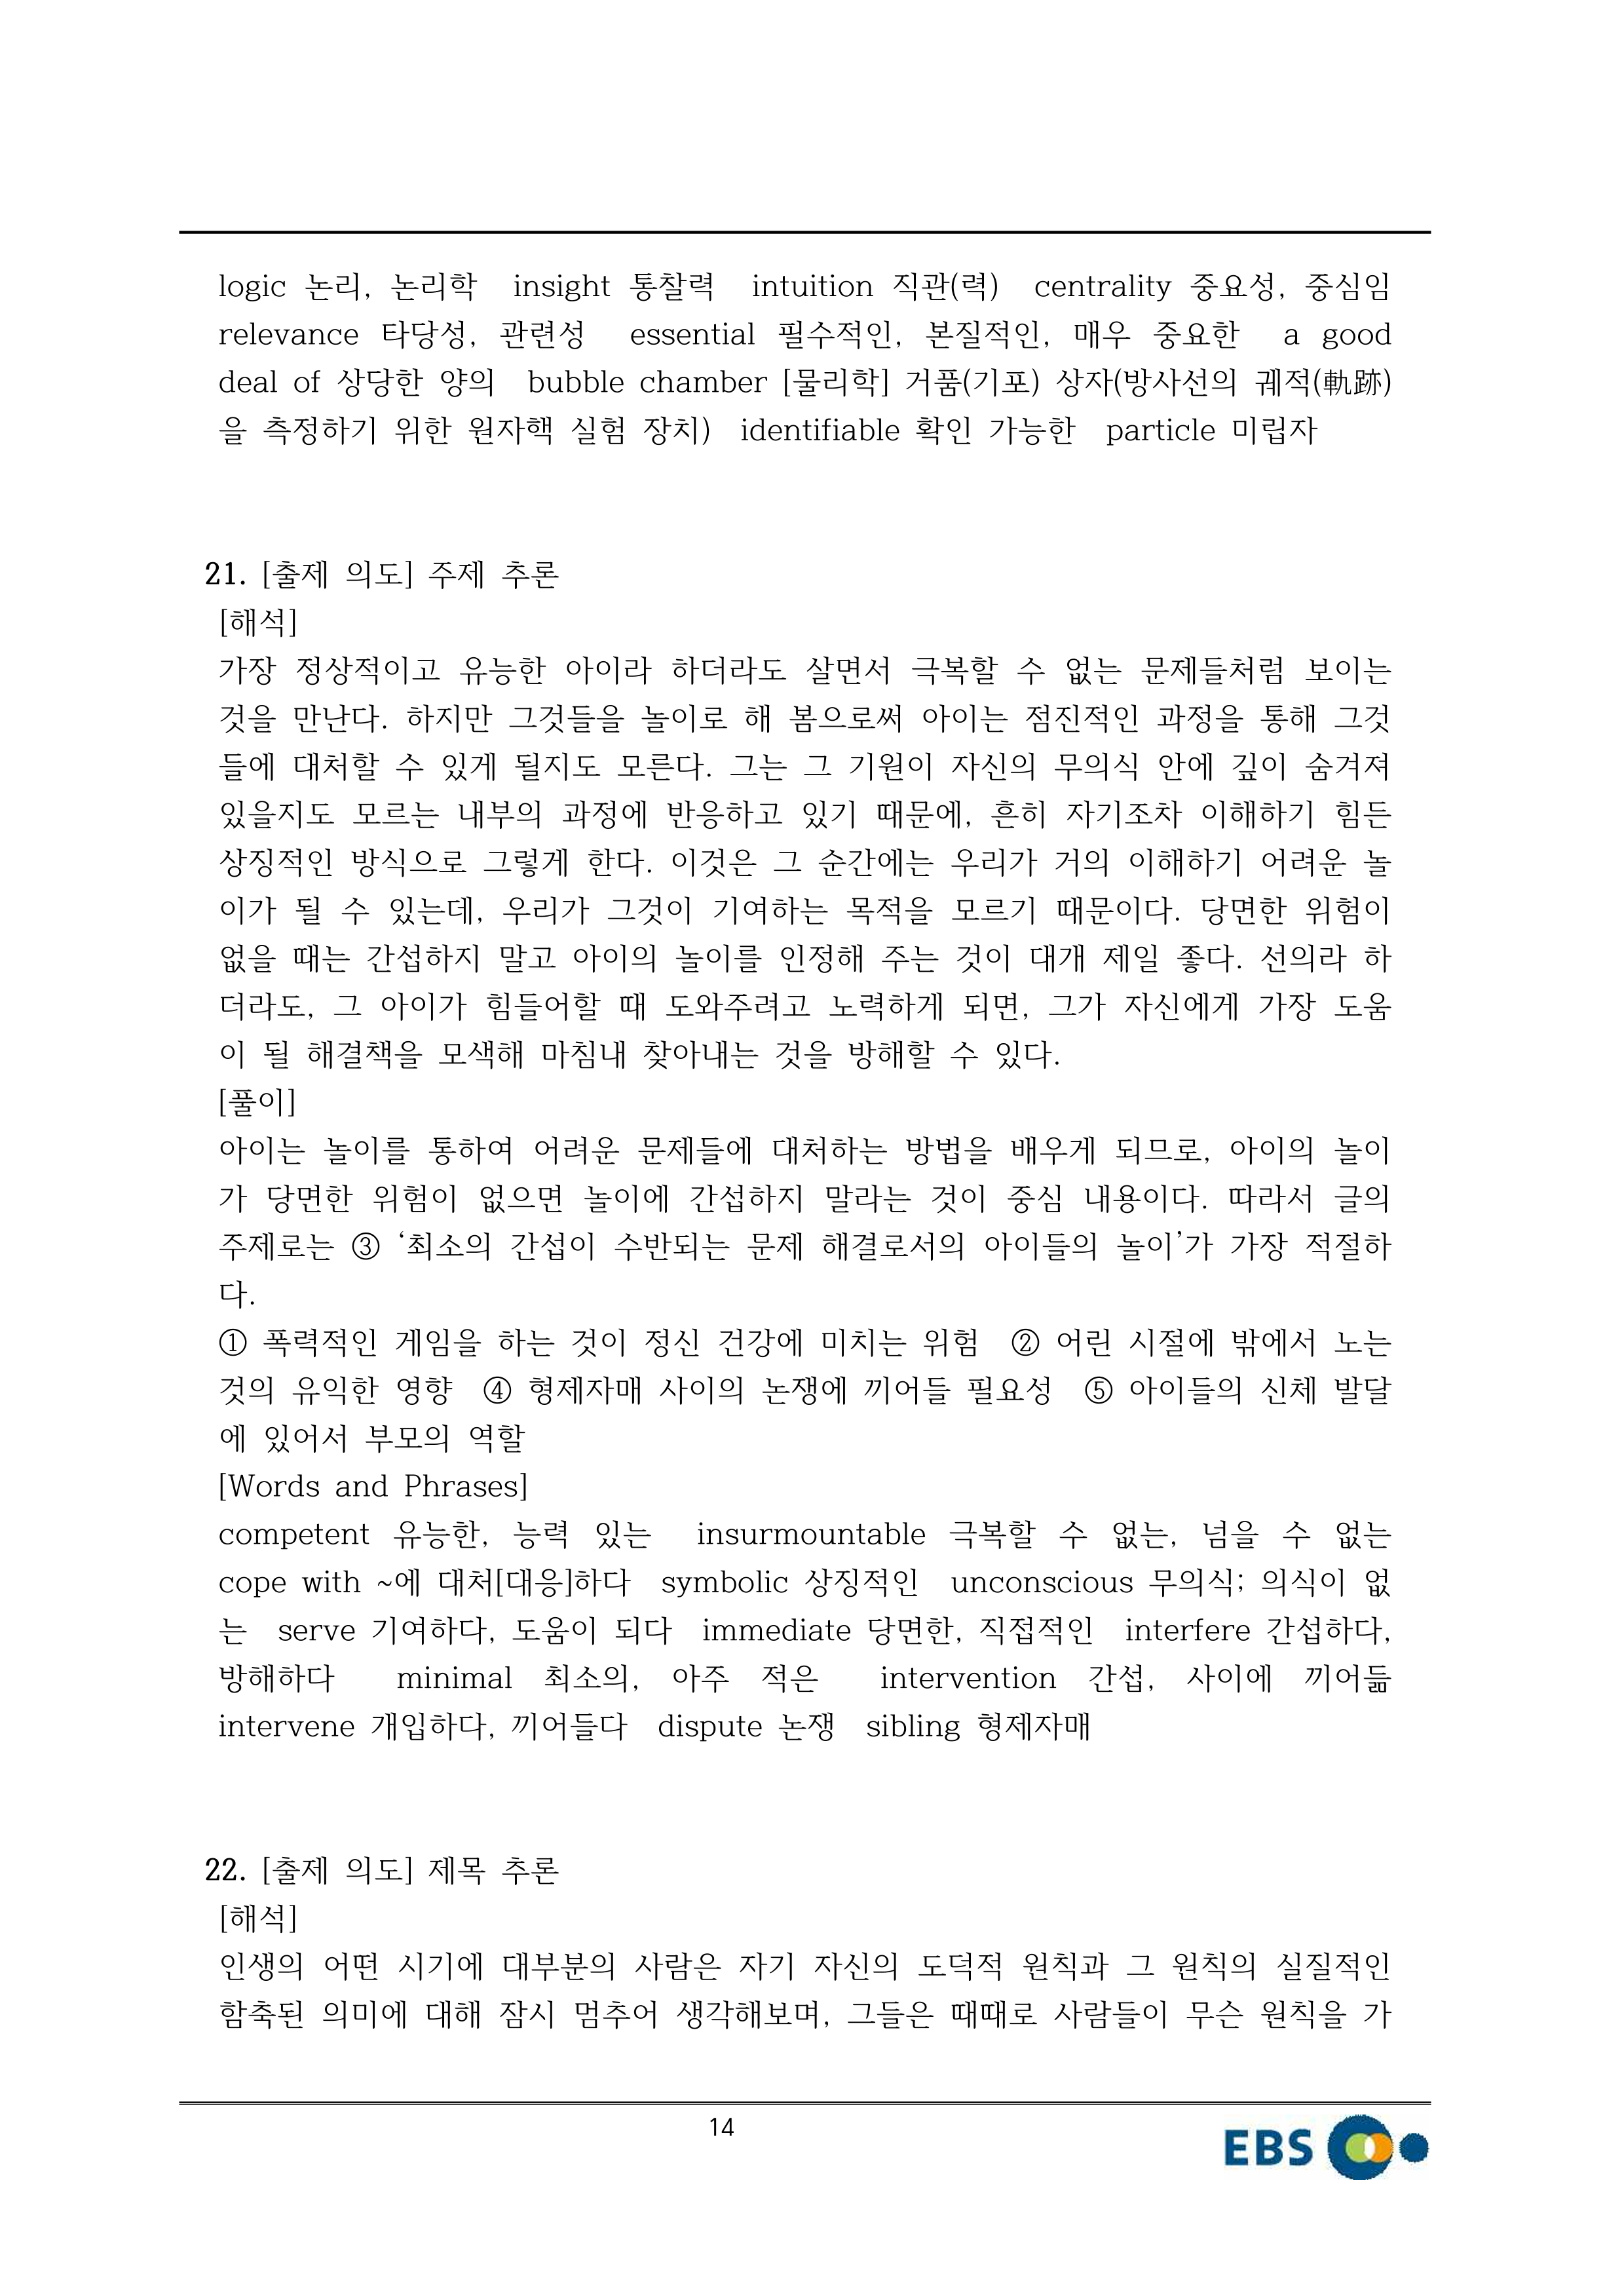 logic 논리, 논리학 insight 통찰력 intuition 직관(력) centrality 중요성, 중심임
relevance 타당성, 관련성 essential 필수적인, 본질적인, 매우 중요한 a good
deal of 상당한 양의 bubble chamber [물리학] 거품(기포) 상자(방사선의 궤적(軌跡)
을 측정하기 위한 원자핵 실험 장치) identifiable 확인 가능한 particle 미립자
21. [출제 의도] 주제 추론
[해석]
가장 정상적이고 유능한 아이라 하더라도 살면서 극복할 수 없는 문제들처럼 보이는
것을 만난다. 하지만 그것들을 놀이로 해 봄으로써 아이는 점진적인 과정을 통해 그것
들에 대처할 수 있게 될지도 모른다. 그는 그 기원이 자신의 무의식 안에 깊이 숨겨져
있을지도 모르는 내부의 과정에 반응하고 있기 때문에, 흔히 자기조차 이해하기 힘든
상징적인 방식으로 그렇게 한다. 이것은 그 순간에는 우리가 거의 이해하기 어려운 놀
이가 될 수 있는데, 우리가 그것이 기여하는 목적을 모르기 때문이다. 당면한 위험이
없을 때는 간섭하지 말고 아이의 놀이를 인정해 주는 것이 대개 제일 좋다. 선의라 하
더라도, 그 아이가 힘들어할 때 도와주려고 노력하게 되면, 그가 자신에게 가장 도움
이 될 해결책을 모색해 마침내 찾아내는 것을 방해할 수 있다.
[풀이]
아이는 놀이를 통하여 어려운 문제들에 대처하는 방법을 배우게 되므로, 아이의 놀이
가 당면한 위험이 없으면 놀이에 간섭하지 말라는 것이 중심 내용이다. 따라서 글의
주제로는 ③ ‘최소의 간섭이 수반되는 문제 해결로서의 아이들의 놀이’가 가장 적절하
다.
① 폭력적인 게임을 하는 것이 정신 건강에 미치는 위험 ② 어린 시절에 밖에서 노는
것의 유익한 영향 ④ 형제자매 사이의 논쟁에 끼어들 필요성 ⑤ 아이들의 신체 발달
에 있어서 부모의 역할
[Words and Phrases]
competent 유능한, 능력 있는 insurmountable 극복할 수 없는, 넘을 수 없는
cope with ~에 대처[대응]하다 symbolic 상징적인 unconscious 무의식; 의식이 없
는 serve 기여하다, 도움이 되다 immediate 당면한, 직접적인 interfere 간섭하다,
방해하다 minimal 최소의, 아주 적은 intervention 간섭, 사이에 끼어듦
intervene 개입하다, 끼어들다 dispute 논쟁 sibling 형제자매
22. [출제 의도] 제목 추론
[해석]
인생의 어떤 시기에 대부분의 사람은 자기 자신의 도덕적 원칙과 그 원칙의 실질적인
함축된 의미에 대해 잠시 멈추어 생각해보며, 그들은 때때로 사람들이 무슨 원칙을 가
14
EBS